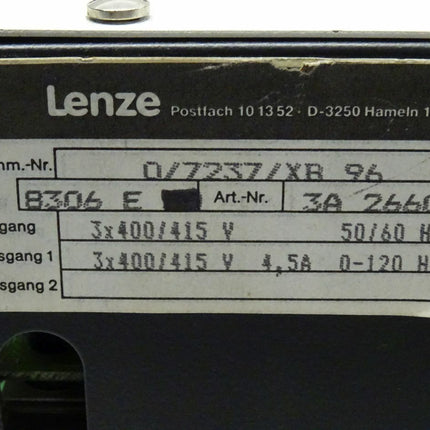 Lenze Postfach 10 13 52 · D-3250 Hameln 1
mm.-Nr. 0/7237/XB 96
8306 E Art.-Nr. 3A 2660
gang 3x400/415 V 50/60 H
sgang 1 3x400/415 V 4,5A 0-120 H
sgang 2